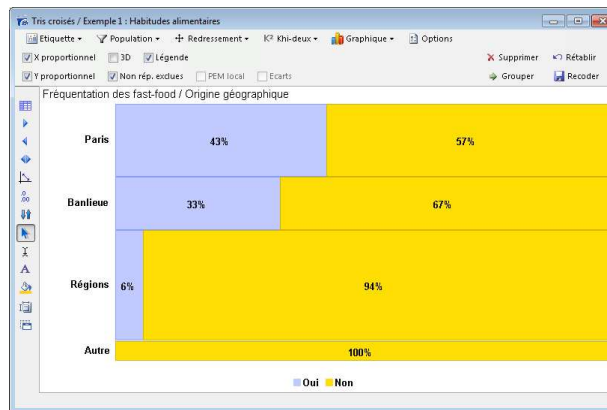 Tris croisés / Exemple 1 : Habitudes alimentaires
Etiquette Population Redressement K² Khi-deux Graphique Options
X proportionnel 3D Légende Supprimer Rétablir
Y proportionnel Non rép. exclues PEM local Ecarts Grouper Recoder
Fréquentation des fast-food / Origine géographique
Paris 43% 57%
Banlieue 33% 67%
Régions 6% 94%
Autre 100%
Oui Non